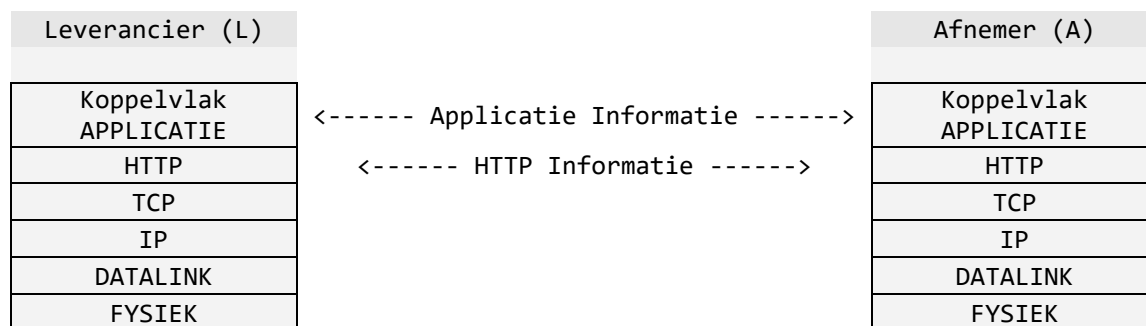 Leverancier (L) Afnemer (A)
Koppelvlak Koppelvlak
<------ Applicatie Informatie ------>
APPLICATIE APPLICATIE
HTTP <------ HTTP Informatie ------> HTTP
TCP TCP
IP IP
DATALINK DATALINK
FYSIEK FYSIEK